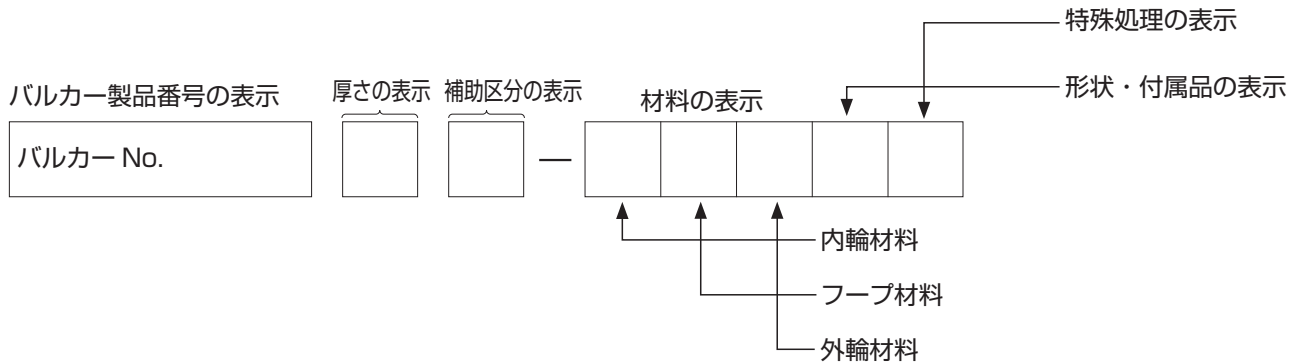 特殊処理の表示
形状・付属品の表示
バルカー製品番号の表示
厚さの表示
補助区分の表示
材料の表示
バルカー No.
内輪材料
フープ材料
外輪材料